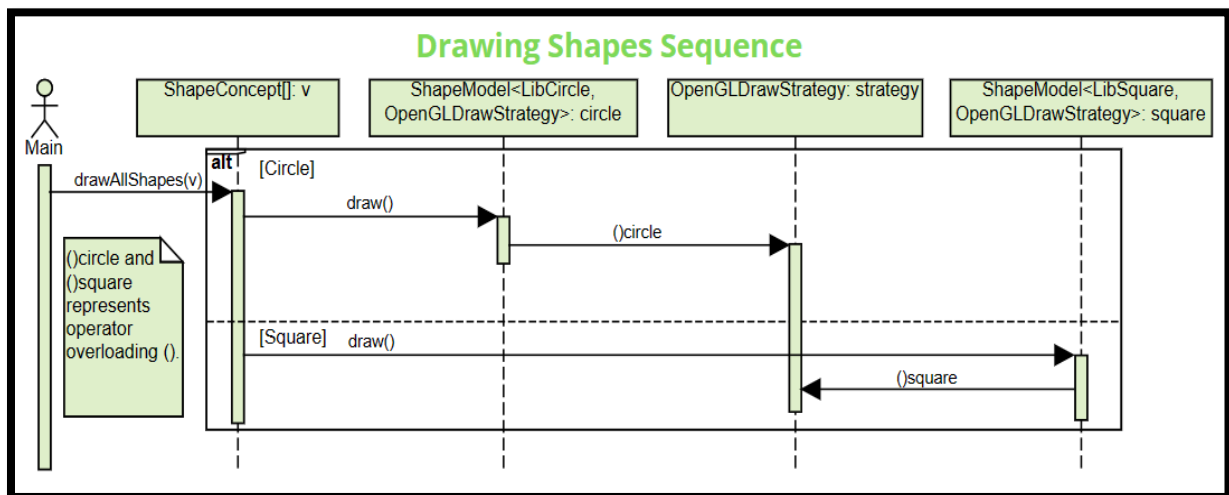 Drawing Shapes Sequence
ShapeConcept[]: v
ShapeModel<LibCircle,
OpenGLDrawStrategy>: circle
OpenGLDrawStrategy: strategy
ShapeModel<LibSquare,
OpenGLDrawStrategy>: square
Main
alt
[Circle]
drawAllShapes(v)
draw()
()circle
()circle and
()square
represents
operator
overloading ().
[Square]
draw()
()square